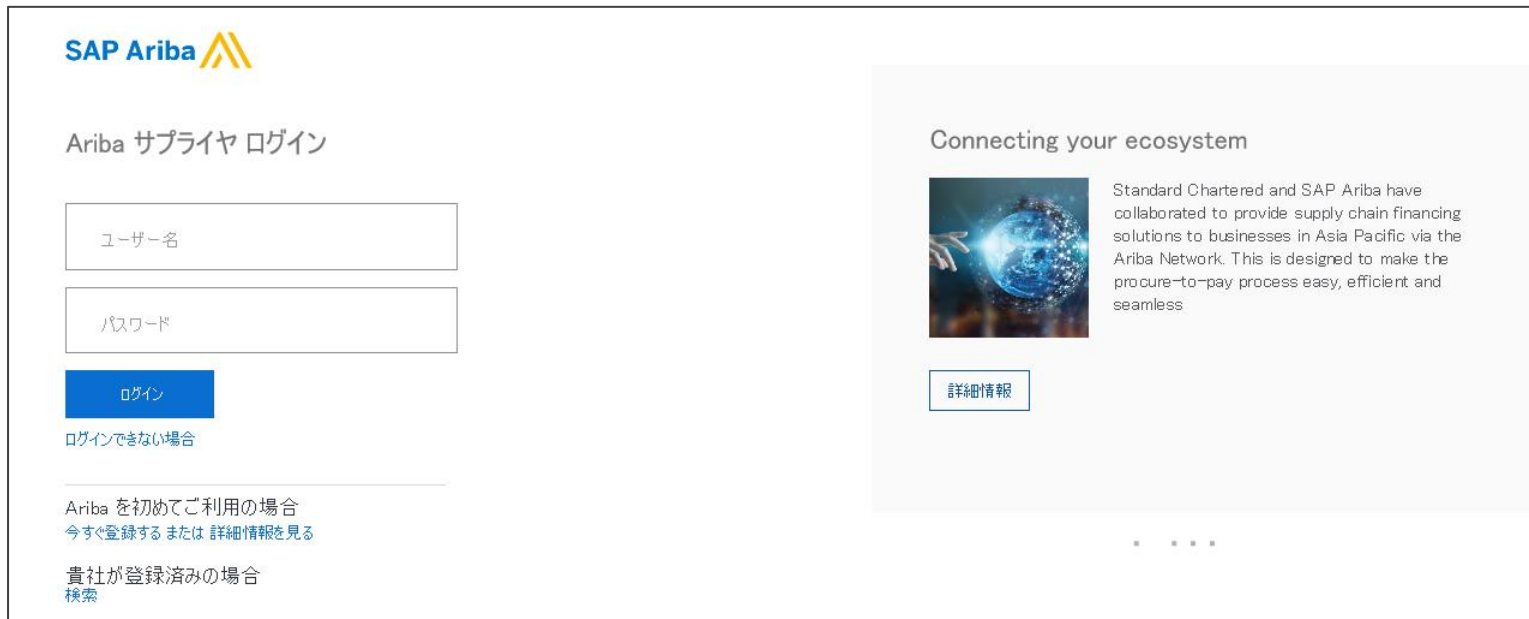 SAP Ariba
Ariba サプライヤ ログイン
ユーザー名
パスワード
ログイン
ログインできない場合
Ariba を初めてご利用の場合
今すぐ登録する または 詳細情報を見る
貴社が登録済みの場合
検索
Connecting your ecosystem
Standard Chartered and SAP Ariba have
collaborated to provide supply chain financing
solutions to businesses in Asia Pacific via the
Ariba Network. This is designed to make the
procure-to-pay process easy, efficient and
seamless
詳細情報